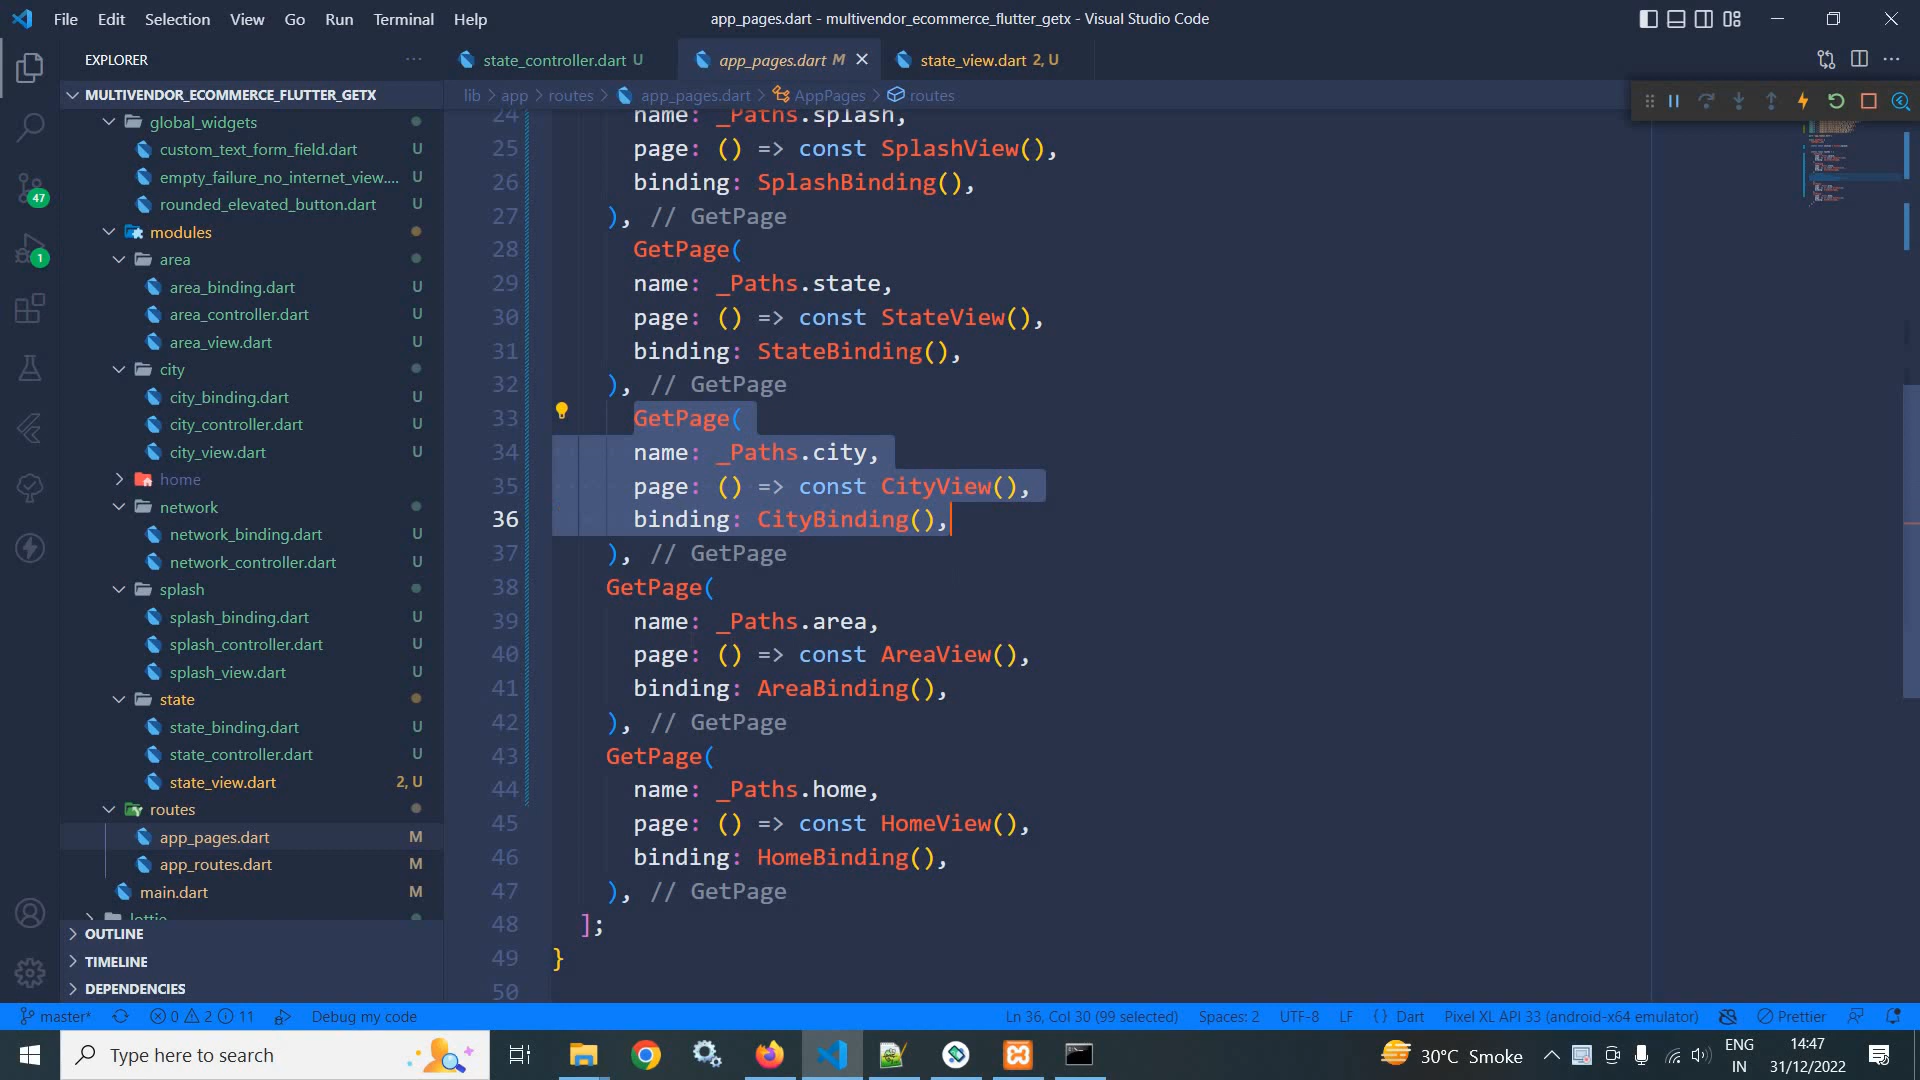 File Edit Selection View Go Run Terminal Help
app_pages.dart - multivendor_ecommerce_flutter_getx - Visual Studio Code
EXPLORER
state_controller.dart U
app_pages.dart M
state_view.dart 2, U
MULTIVENDOR_ECOMMERCE_FLUTTER_GETX
lib > app > routes > app_pages.dart > AppPages > routes
global_widgets
custom_text_form_field.dart U
empty_failure_no_internet_view.... U
rounded_elevated_button.dart U
modules
area
area_binding.dart U
area_controller.dart U
area_view.dart U
city
city_binding.dart U
city_controller.dart U
city_view.dart U
home
network
network_binding.dart U
network_controller.dart U
splash
splash_binding.dart U
splash_controller.dart U
splash_view.dart U
state
state_binding.dart U
state_controller.dart U
state_view.dart 2, U
routes
app_pages.dart M
app_routes.dart M
main.dart M
lottie
OUTLINE
TIMELINE
DEPENDENCIES
47
1
24 name: _Paths.splash,
25 page: () => const SplashView(),
26 binding: SplashBinding(),
27 ), // GetPage
28 GetPage(
29 name: _Paths.state,
30 page: () => const StateView(),
31 binding: StateBinding(),
32 ), // GetPage
33 GetPage(
34 name: _Paths.city,
35 page: () => const CityView(),
36 binding: CityBinding(),
37 ), // GetPage
38 GetPage(
39 name: _Paths.area,
40 page: () => const AreaView(),
41 binding: AreaBinding(),
42 ), // GetPage
43 GetPage(
44 name: _Paths.home,
45 page: () => const HomeView(),
46 binding: HomeBinding(),
47 ), // GetPage
48 ];
49 }
50
master* 0 2 11 Debug my code
Ln 36, Col 30 (99 selected) Spaces: 2 UTF-8 LF {} Dart Pixel XL API 33 (android-x64 emulator) Prettier
Type here to search
30°C Smoke
ENG
IN
14:47
31/12/2022